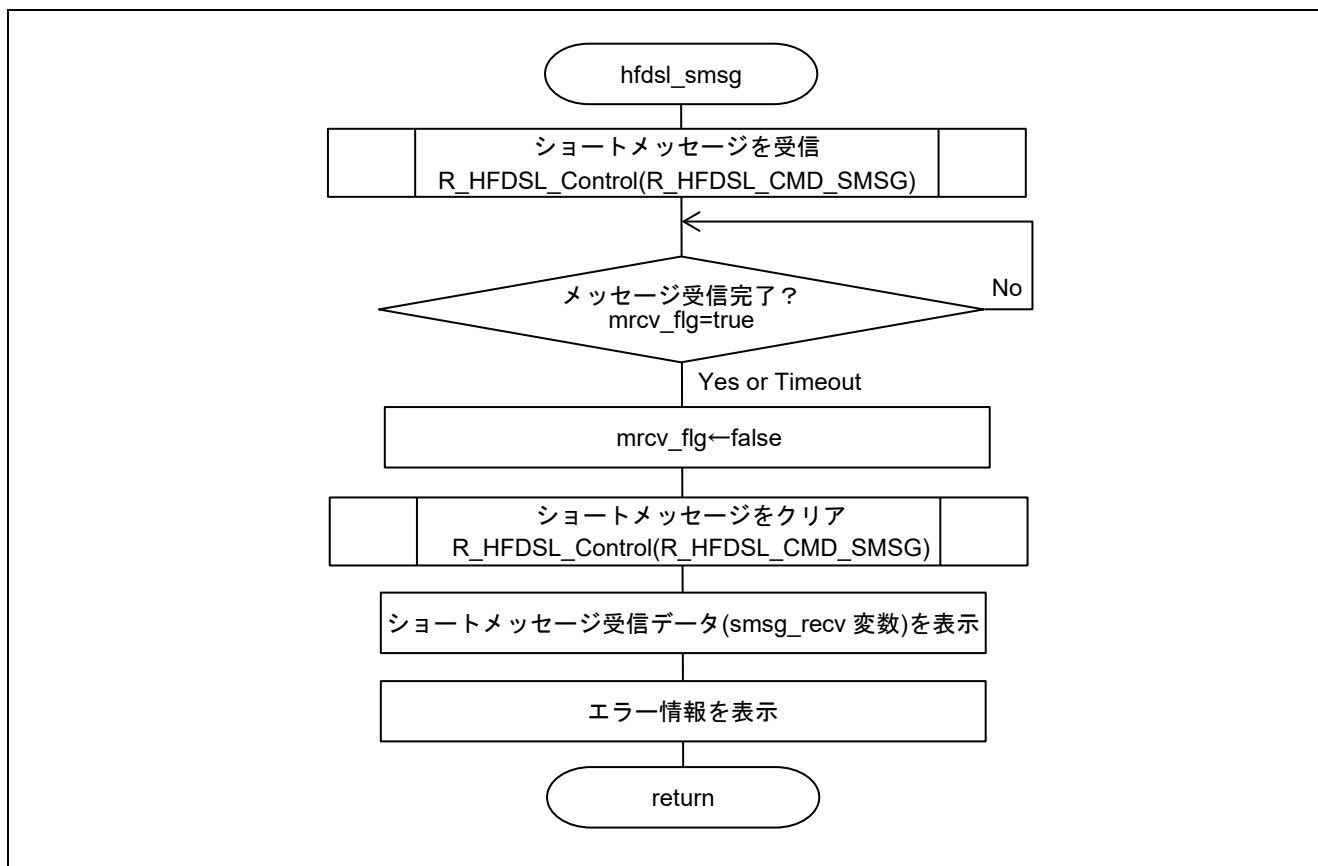 hfdsl_smsg
ショートメッセージを受信
R_HFDSL_Control(R_HFDSL_CMD_SMSG)
メッセージ受信完了？
mrcv_flg=true
No
Yes or Timeout
mrcv_flg←false
ショートメッセージをクリア
R_HFDSL_Control(R_HFDSL_CMD_SMSG)
ショートメッセージ受信データ(smsg_recv 変数)を表示
エラー情報を表示
return